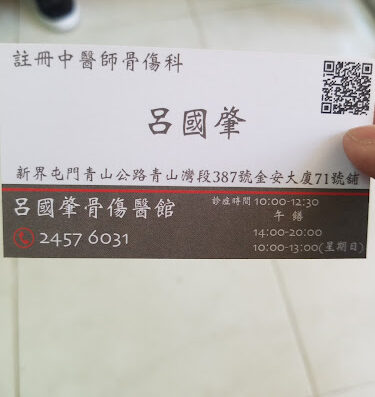 註冊中醫師骨傷科
呂國肇
新界屯門青山公路青山灣段387號金安大廈71號舖
呂國肇骨傷醫館
2457 6031
診症時間 10:00-12:30
午 饍
14:00-20:00
10:00-13:00(星期日)